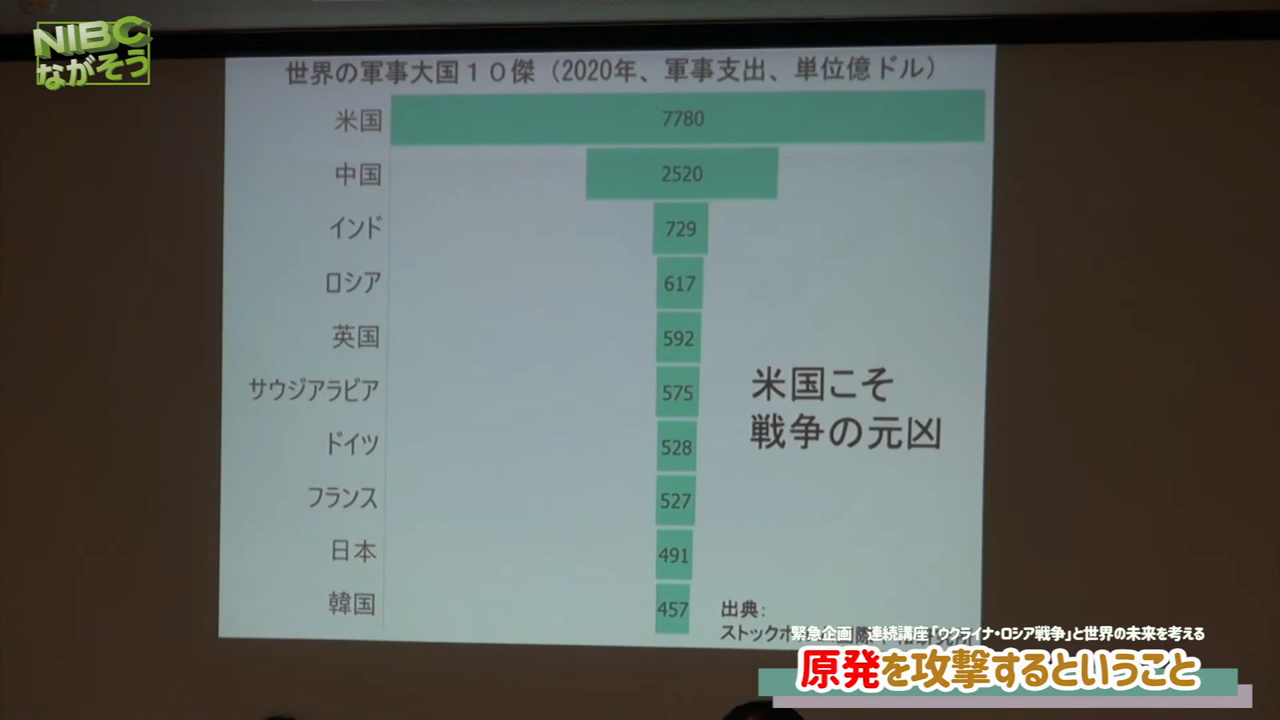 NIBC
ながそう
世界の軍事大国１０傑（2020年、軍事支出、単位億ドル）
米国 7780
中国 2520
インド 729
ロシア 617
英国 592
サウジアラビア 575
ドイツ 528
フランス 527
日本 491
韓国 457
米国こそ
戦争の元凶
出典：
ストックホ
緊急企画 連続講座「ウクライナ・ロシア戦争」と世界の未来を考える
原発を攻撃するということ